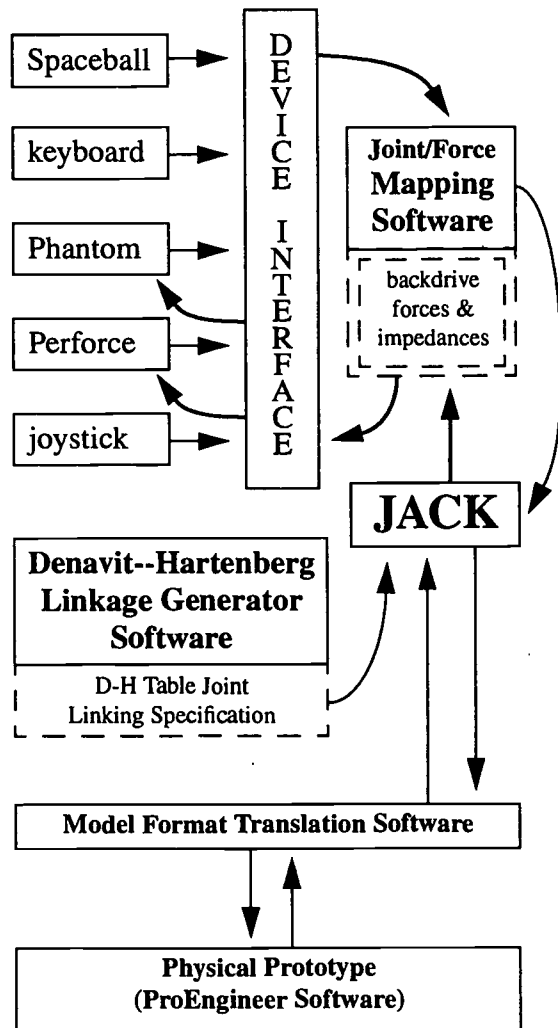 Spaceball
keyboard
Phantom
Perforce
joystick
DEVICE INTERFACE
Joint/Force
Mapping
Software
backdrive
forces &
impedances
JACK
Denavit--Hartenberg
Linkage Generator
Software
D-H Table Joint
Linking Specification
Model Format Translation Software
Physical Prototype
(ProEngineer Software)